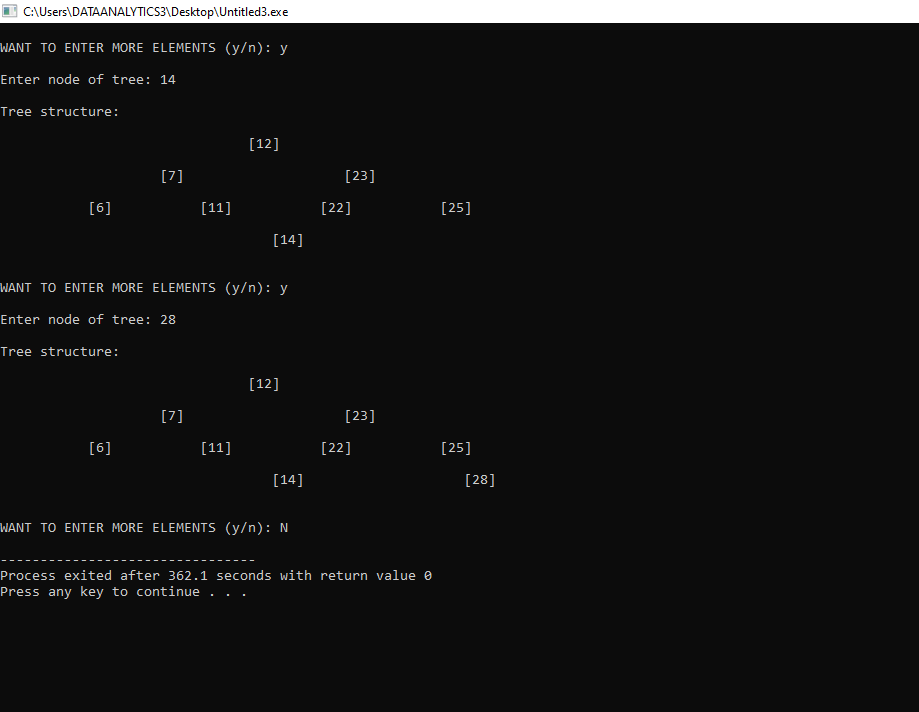 C:\Users\DATAANALYTICS3\Desktop\Untitled3.exe
WANT TO ENTER MORE ELEMENTS (y/n): y
Enter node of tree: 14
Tree structure:
[12]
[7] [23]
[6] [11] [22] [25]
[14]
WANT TO ENTER MORE ELEMENTS (y/n): y
Enter node of tree: 28
Tree structure:
[12]
[7] [23]
[6] [11] [22] [25]
[14] [28]
WANT TO ENTER MORE ELEMENTS (y/n): N
--------------------------------
Process exited after 362.1 seconds with return value 0
Press any key to continue . . .